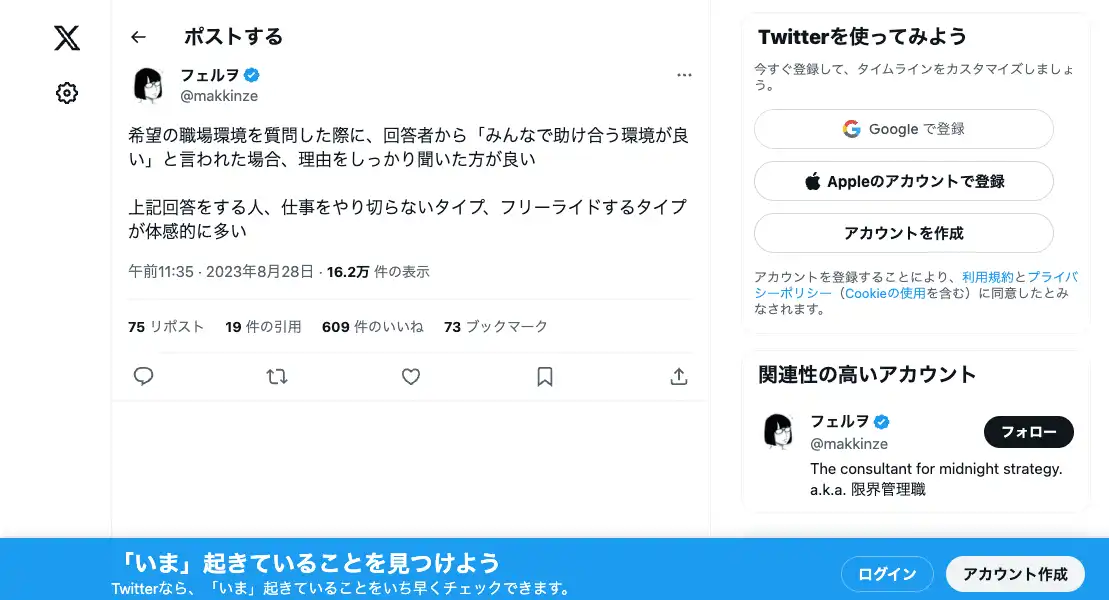 ポストする
フェルヲ
@makkinze
希望の職場環境を質問した際に、回答者から「みんなで助け合う環境が良
い」と言われた場合、理由をしっかり聞いた方が良い
上記回答をする人、仕事をやり切らないタイプ、フリーライドするタイプ
が体感的に多い
午前11:35 · 2023年8月28日 · 16.2万 件の表示
75 リポスト 19 件の引用 609 件のいいね 73 ブックマーク
Twitterを使ってみよう
今すぐ登録して、タイムラインをカスタマイズしましょ
う。
Google で登録
Appleのアカウントで登録
アカウントを作成
アカウントを登録することにより、利用規約とプライバ
シーポリシー（Cookieの使用を含む）に同意したとみ
なされます。
関連性の高いアカウント
フェルヲ
@makkinze
フォロー
The consultant for midnight strategy.
a.k.a. 限界管理職
「いま」起きていることを見つけよう
Twitterなら、「いま」起きていることをいち早くチェックできます。
ログイン
アカウント作成